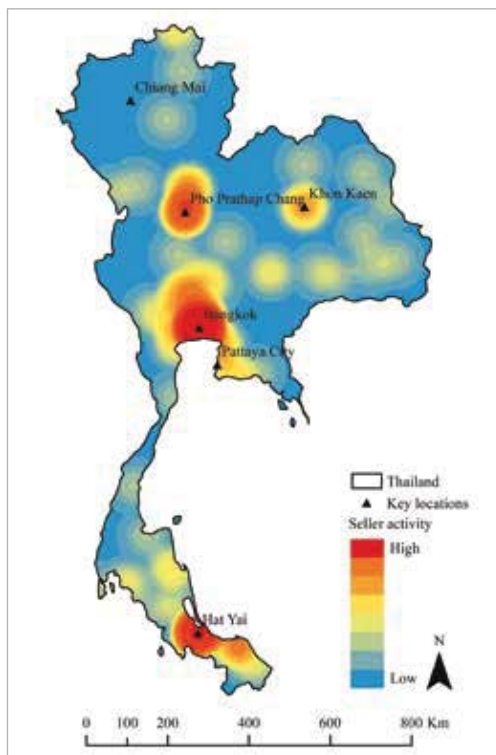 Chiang Mai
Pho Prathap Chang
Khon Kaen
Bangkok
Pattaya City
Thailand
Key locations
Seller activity
High
Hat Yai
N
Low
0 100 200 400 600 800 Km